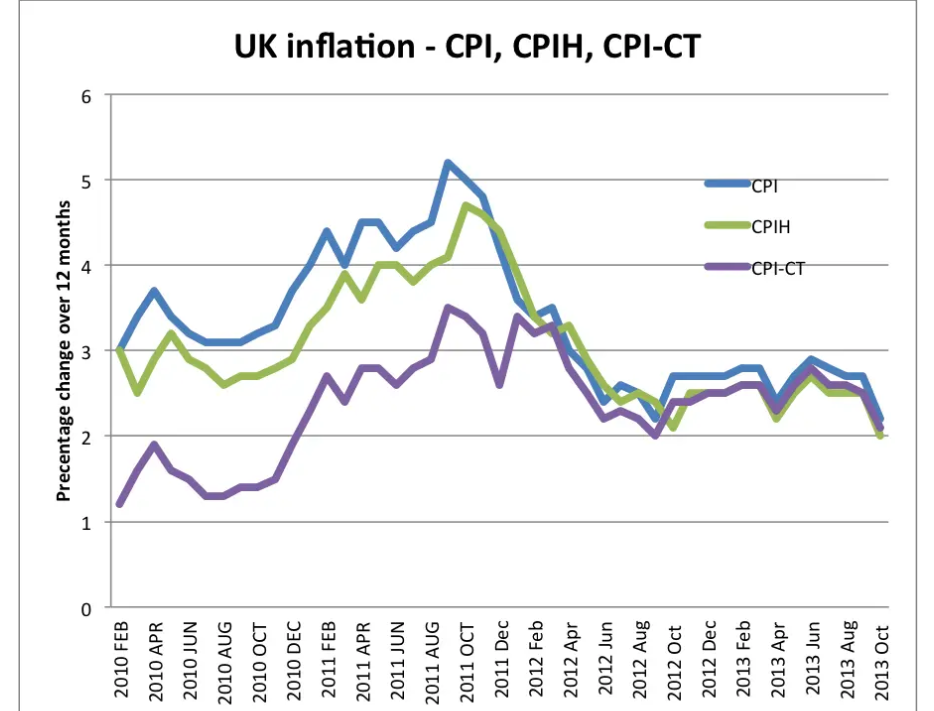 UK inflation - CPI, CPIH, CPI-CT
Precentage change over 12 months
6
5
4
3
2
1
0
CPI
CPIH
CPI-CT
2010 FEB
2010 APR
2010 JUN
2010 AUG
2010 OCT
2010 DEC
2011 FEB
2011 APR
2011 JUN
2011 AUG
2011 OCT
2011 Dec
2012 Feb
2012 Apr
2012 Jun
2012 Aug
2012 Oct
2012 Dec
2013 Feb
2013 Apr
2013 Jun
2013 Aug
2013 Oct